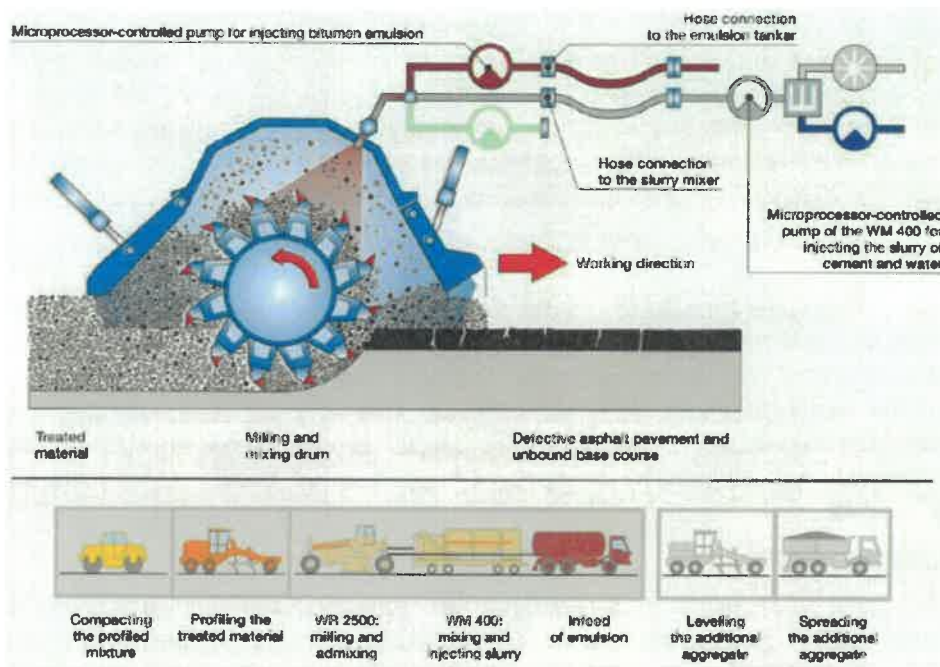 Microprocessor-controlled pump for injecting bitumen emulsion
Hose connection
to the emulsion tanker
Hose connection
to the slurry mixer
Microprocessor-controlled
pump of the WM 400 for
injecting the slurry of
cement and water
Working direction
Treated
material
Milling and
mixing drum
Defective asphalt pavement and
unbound base course
Compacting
the profiled
mixture
Profiling the
treated material
WR 2500:
milling and
admixing
WM 400:
mixing and
injecting slurry
Infeed
of emulsion
Levelling
the additional
aggregate
Spreading
the additional
aggregate